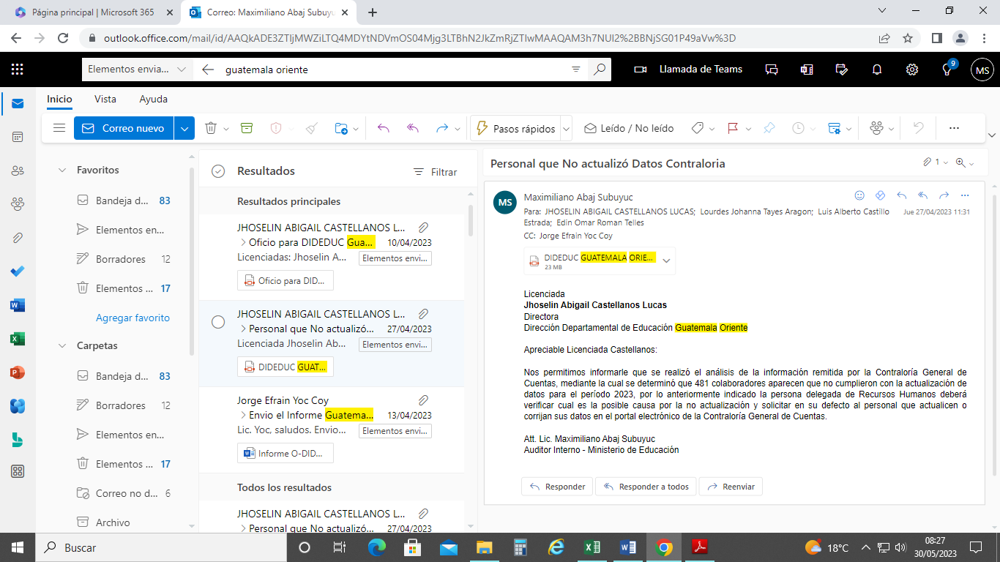 Página principal | Microsoft 365
Correo: Maximiliano Abaj Subuyu
outlook.office.com/mail/id/AAQkADE3ZTljMWZiLTQ4MDYtNDVmOS04Mjg3LTBhN2JkZmRjZTIwMAAQAM3h7NUl2%2BBNjSG01P49aVw%3D
Elementos envia...
guatemala oriente
Llamada de Teams
9
MS
Inicio
Vista
Ayuda
Correo nuevo
Pasos rápidos
Leído / No leído
Favoritos
Bandeja d... 83
Elementos en...
Borradores 12
Elementos ... 17
Agregar favorito
Carpetas
Bandeja d... 83
Borradores 12
Elementos en...
Elementos ... 17
Correo no d... 6
Archivo
Resultados
Filtrar
Resultados principales
JHOSELIN ABIGAIL CASTELLANOS L...
Oficio para DIDEDUC Gua... 10/04/2023
Licenciadas: Jhoselin A... Elementos envi...
Oficio para DID...
JHOSELIN ABIGAIL CASTELLANOS L...
Personal que No actualizó... 27/04/2023
Licenciada Jhoselin Ab... Elementos envi...
DIDEDUC GUAT...
Jorge Efrain Yoc Coy
Envio el Informe Guatema... 13/04/2023
Lic. Yoc, saludos. Envio... Elementos envi...
Informe O-DID...
Todos los resultados
JHOSELIN ABIGAIL CASTELLANOS L...
Personal que No actualizó... 27/04/2023
Personal que No actualizó Datos Contraloria
1
MS
Maximiliano Abaj Subuyuc
Para: JHOSELIN ABIGAIL CASTELLANOS LUCAS; Lourdes Johanna Tayes Aragon; Luis Alberto Castillo
Estrada; Edin Omar Roman Telles
Jue 27/04/2023 11:31
CC: Jorge Efrain Yoc Coy
DIDEDUC GUATEMALA ORIE...
23 MB
Licenciada
Jhoselin Abigail Castellanos Lucas
Directora
Dirección Departamental de Educación Guatemala Oriente
Apreciable Licenciada Castellanos:
Nos permitimos informarle que se realizó el análisis de la información remitida por la Contraloría General de
Cuentas, mediante la cual se determinó que 481 colaboradores aparecen que no cumplieron con la actualización de
datos para el período 2023, por lo anteriormente indicado la persona delegada de Recursos Humanos deberá
verificar cual es la posible causa por la no actualización y solicitar en su defecto al personal que actualicen o
corrijan sus datos en el portal electrónico de la Contraloría General de Cuentas.
Att. Lic. Maximiliano Abaj Subuyuc
Auditor Interno - Ministerio de Educación
Responder
Responder a todos
Reenviar
Buscar
18°C
08:27
30/05/2023